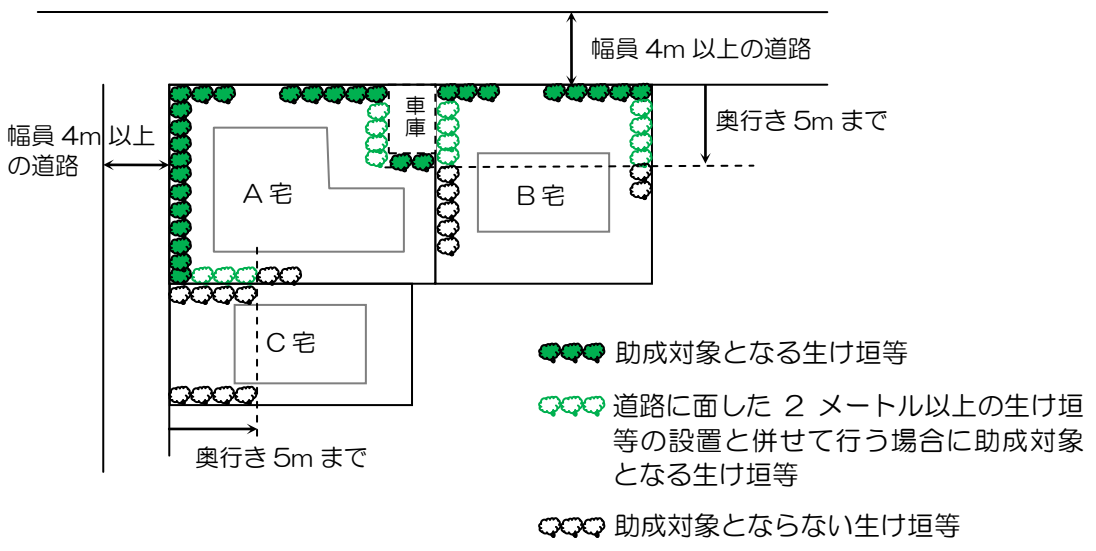 幅員 4m 以上の道路
幅員 4m 以上
の道路
車
庫
奥行き 5m まで
A 宅
B 宅
C 宅
奥行き 5m まで
助成対象となる生け垣等
道路に面した 2 メートル以上の生け垣
等の設置と併せて行う場合に助成対象
となる生け垣等
助成対象とならない生け垣等